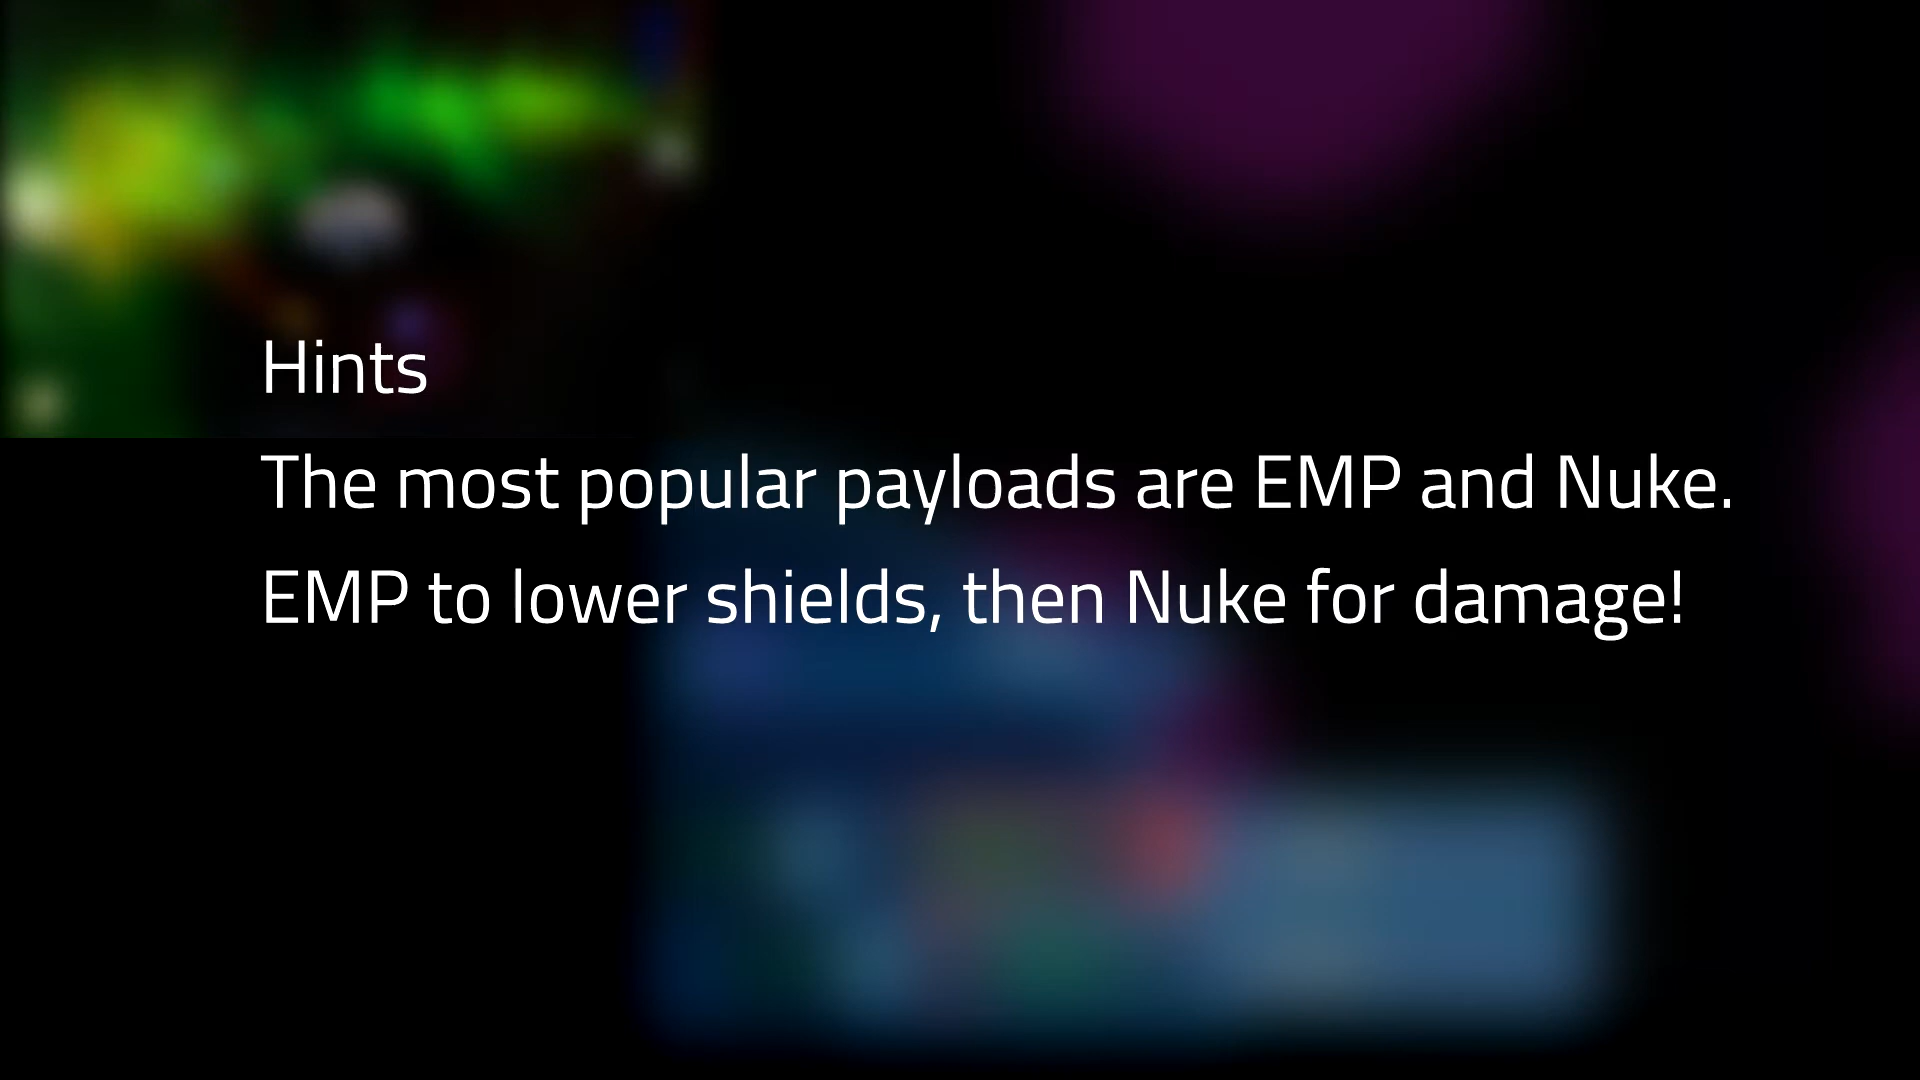 Hints
The most popular payloads are EMP and Nuke.
EMP to lower shields, then Nuke for damage!